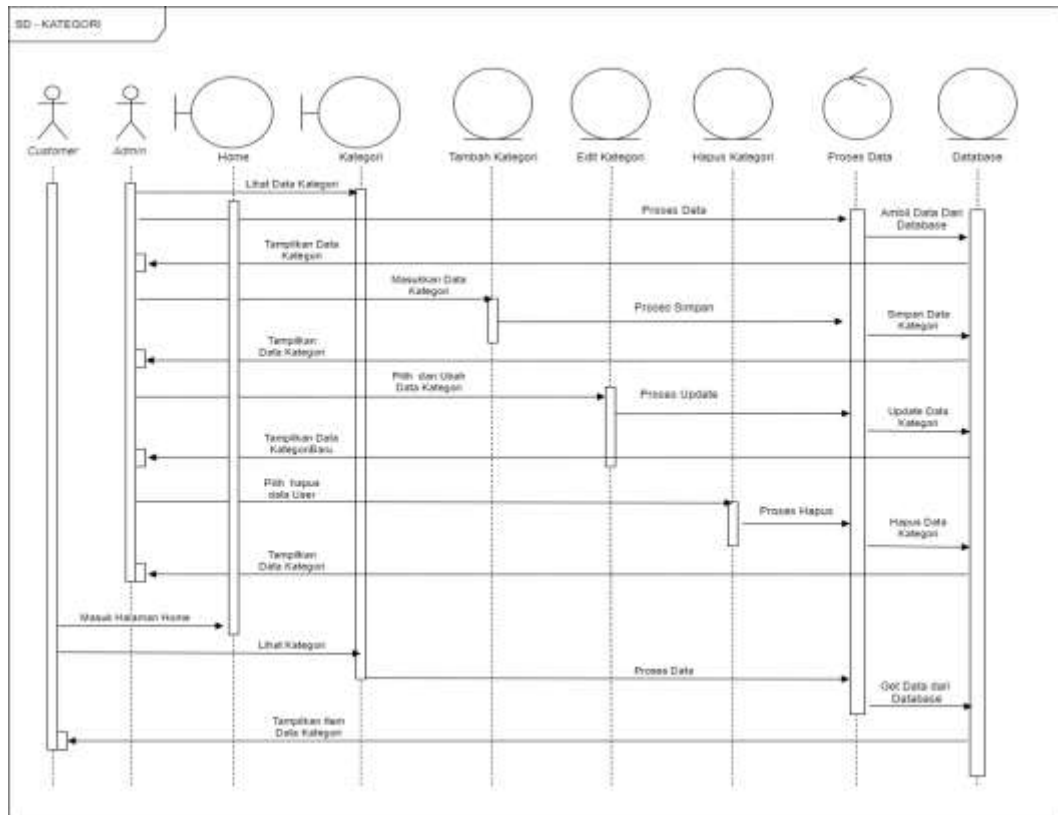 SD - KATEGORI
Customer
Admin
Home
Kategori
Tambah Kategori
Edit Kategori
Hapus Kategori
Proses Data
Database
Lihat Data Kategori
Proses Data
Ambil Data Dari
Database
Tampilkan Data
Kategori
Masukkan Data
Kategori
Proses Simpan
Simpan Data
Kategori
Tampilkan
Data Kategori
Pilih dan Ubah
Data Kategori
Proses Update
Update Data
Kategori
Tampilkan Data
KategoriBaru
Pilih hapus
data User
Proses Hapus
Hapus Data
Kategori
Tampilkan
Data Kategori
Masuk Halaman Home
Lihat Kategori
Proses Data
Get Data dari
Database
Tampilkan Item
Data Kategori